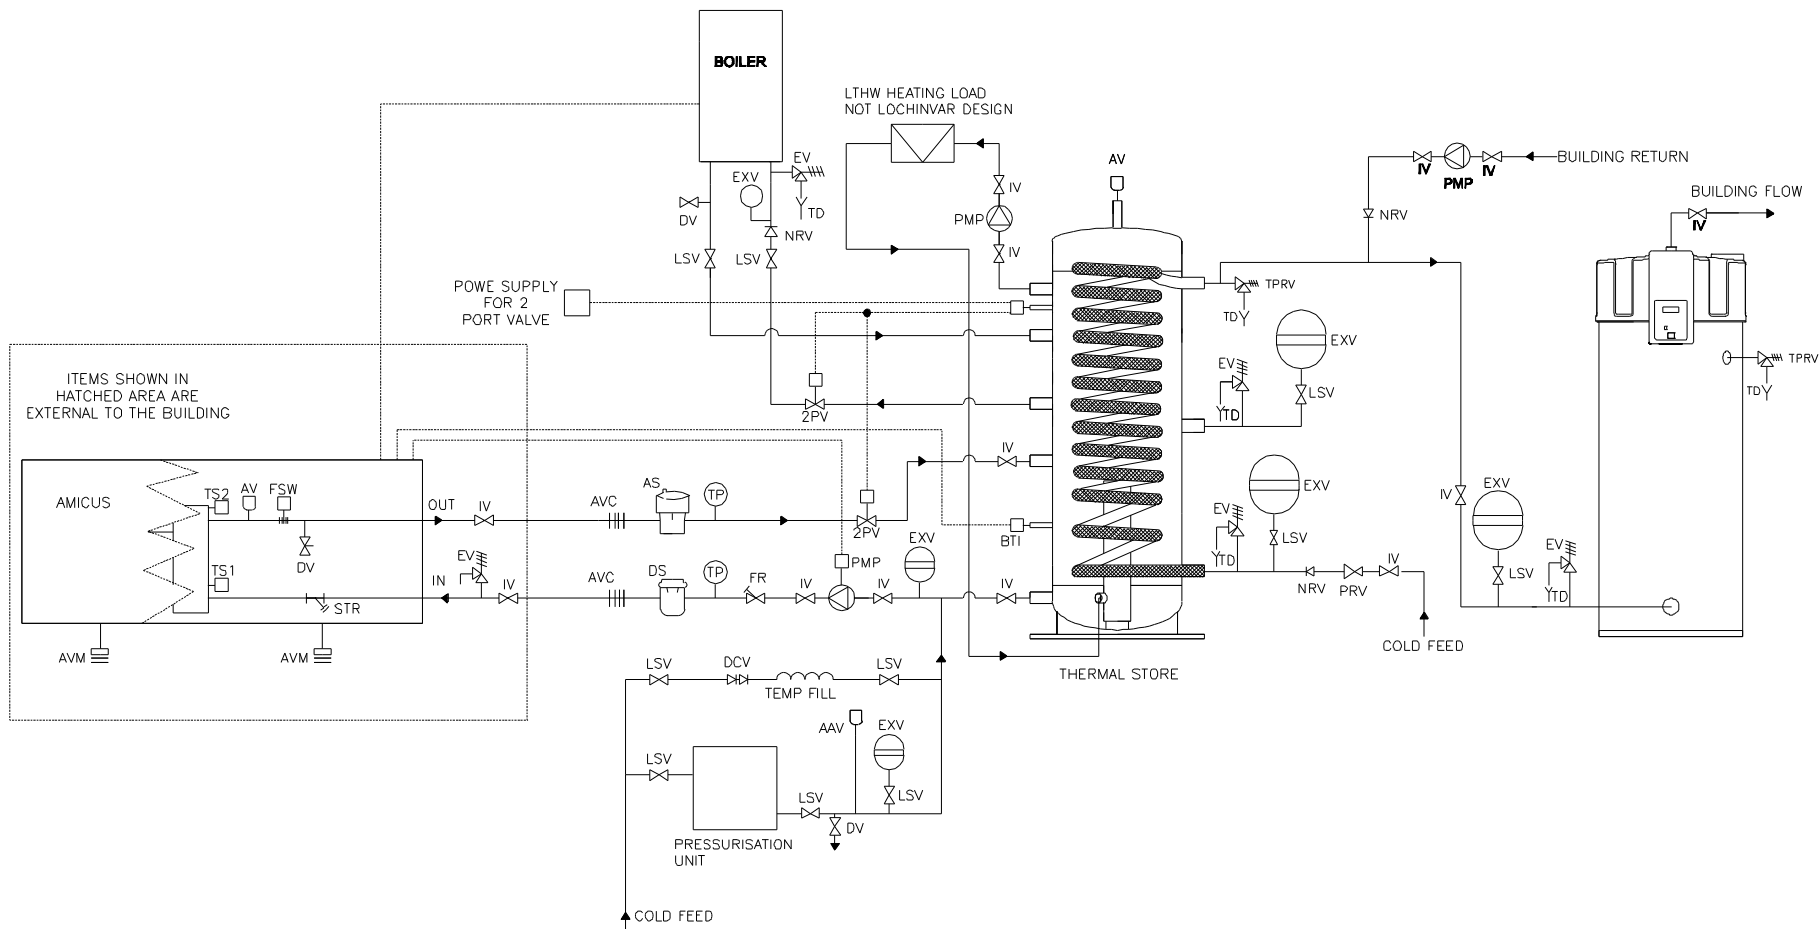 BOILER
LTHW HEATING LOAD
NOT LOCHINVAR DESIGN
EV
EXV
TD
DV
NRV
LSV
LSV
IV
PMP
IV
AV
IV
PMP
IV
BUILDING RETURN
NRV
BUILDING FLOW
IV
POWE SUPPLY
FOR 2
PORT VALVE
TPRV
TD
EXV
EV
LSV
TD
TPRV
TD
2PV
ITEMS SHOWN IN
HATCHED AREA ARE
EXTERNAL TO THE BUILDING
AMICUS
TS2
AV
FSW
OUT
IV
AVC
AS
TP
2PV
IV
DV
EV
TS1
IN
IV
STR
AVC
DS
TP
FR
IV
PMP
IV
EXV
IV
BTI
EXV
EV
LSV
TD
NRV
PRV
IV
COLD FEED
IV
EXV
LSV
EV
TD
AVM
AVM
THERMAL STORE
LSV
DCV
TEMP FILL
LSV
AAV
EXV
LSV
LSV
LSV
DV
PRESSURISATION
UNIT
COLD FEED